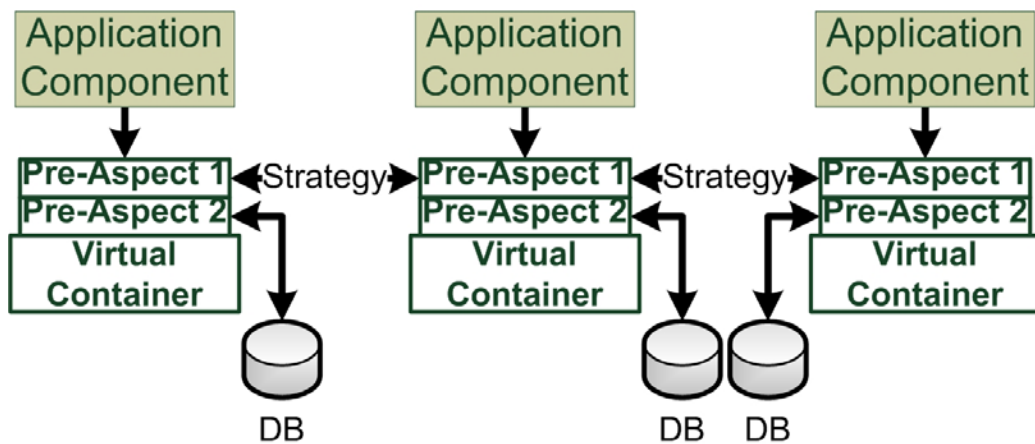 Application
Component
Application
Component
Application
Component
Pre-Aspect 1
Strategy
Pre-Aspect 1
Strategy
Pre-Aspect 1
Pre-Aspect 2
Pre-Aspect 2
Pre-Aspect 2
Virtual
Container
Virtual
Container
Virtual
Container
DB
DB
DB